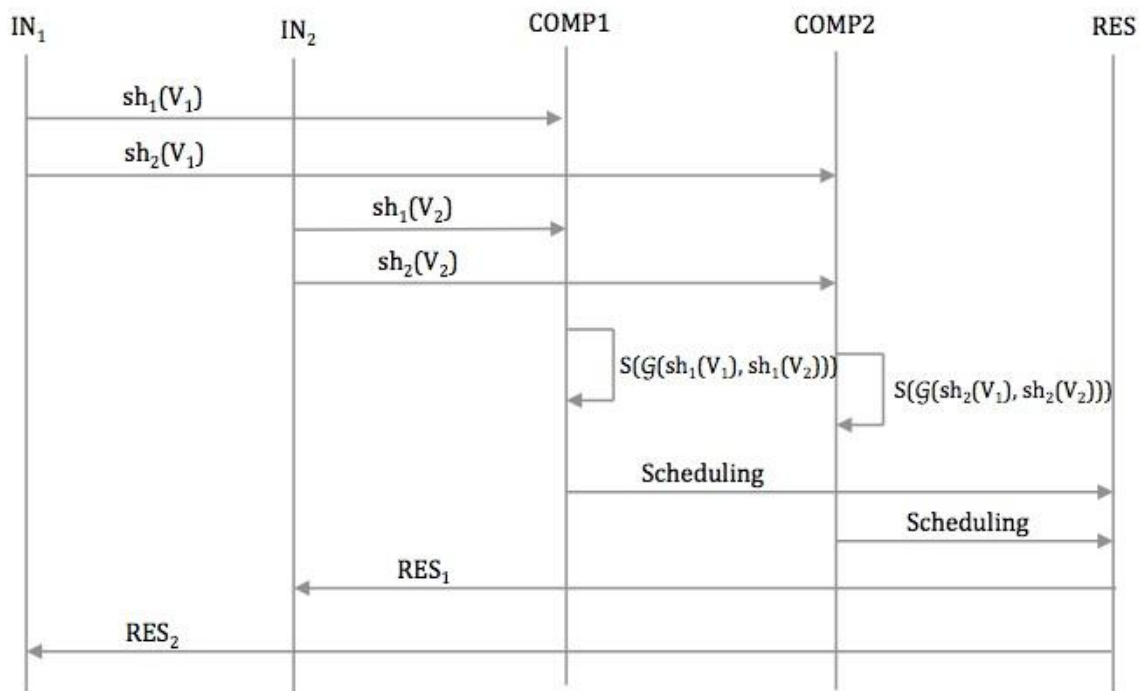 IN₁ IN₂ COMP1 COMP2 RES
sh₁(V₁)
sh₂(V₁)
sh₁(V₂)
sh₂(V₂)
S(𝒢(sh₁(V₁), sh₁(V₂)))
S(𝒢(sh₂(V₁), sh₂(V₂)))
Scheduling
Scheduling
RES₁
RES₂